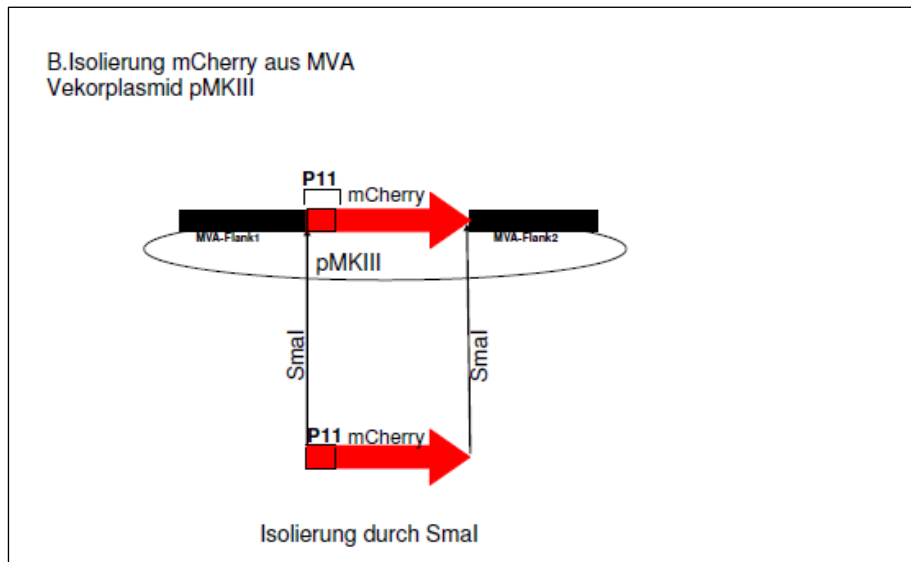 B.Isolierung mCherry aus MVA
Vekorplasmid pMKIII
P11
mCherry
MVA-Flank1
MVA-Flank2
pMKIII
SmaI
SmaI
P11 mCherry
Isolierung durch SmaI